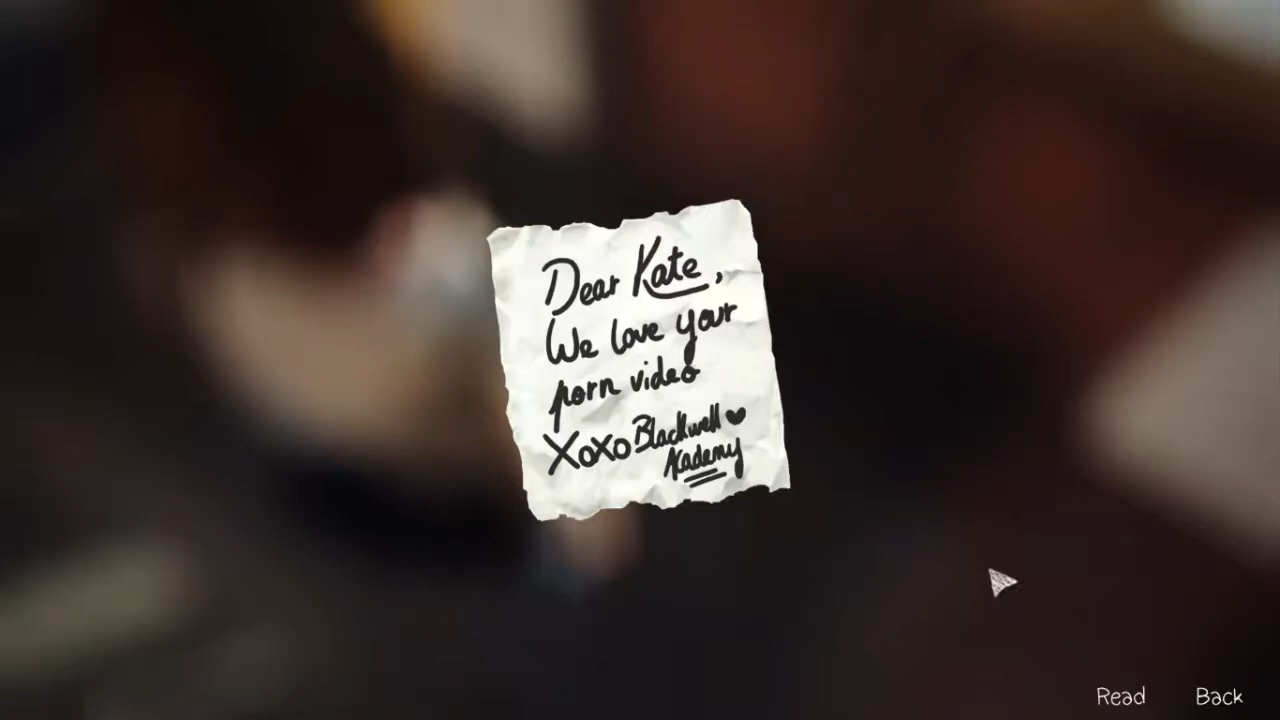 Dear Kate,
We love your
porn video
XoXo Blackwell ♥
Academy
Read Back